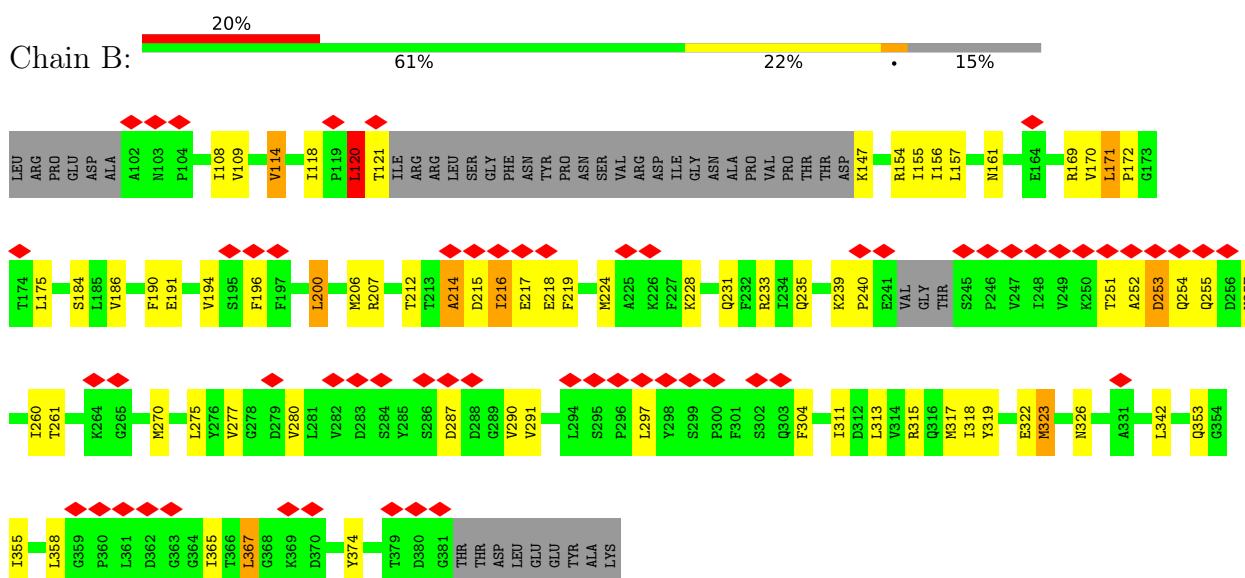 20%
Chain B:
61% 22% . 15%
LEU ARG PRO GLU ASP ALA A102 N103 P104 I108 V109 V114 I118 P119 L120 T121 ILE ARG ARG LEU SER GLY PHE ASN TYR PRO ASN SER VAL ARG ASP ILE GLY ASN ALA PRO VAL PRO THR THR ASP K147 R154 I155 I156 L157 N161 E164 R169 V170 L171 P172 G173
T174 L175 S184 L185 V186 F190 E191 V194 S195 F196 F197 L200 M206 R207 T212 T213 A214 D215 I216 E217 E218 F219 M224 A225 K226 F227 K228 Q231 F232 R233 I234 Q235 K239 P240 E241 VAL GLY THR S245 P246 V247 I248 V249 K250 T251 A252 D253 Q254 Q255 D256
I260 T261 K264 G265 M270 L275 Y276 V277 G278 D279 V280 L281 V282 D283 S284 Y285 S286 D287 D288 G289 V290 V291 L294 S295 P296 L297 Y298 S299 P300 F301 S302 Q303 F304 I311 D312 L313 V314 R315 Q316 M317 I318 Y319 E322 M323 N326 A331 L342 Q353 G354
I355 L358 G359 P360 L361 D362 G363 G364 I365 T366 L367 G368 K369 D370 Y374 T379 D380 G381 THR THR ASP LEU GLU GLU TYR ALA LYS